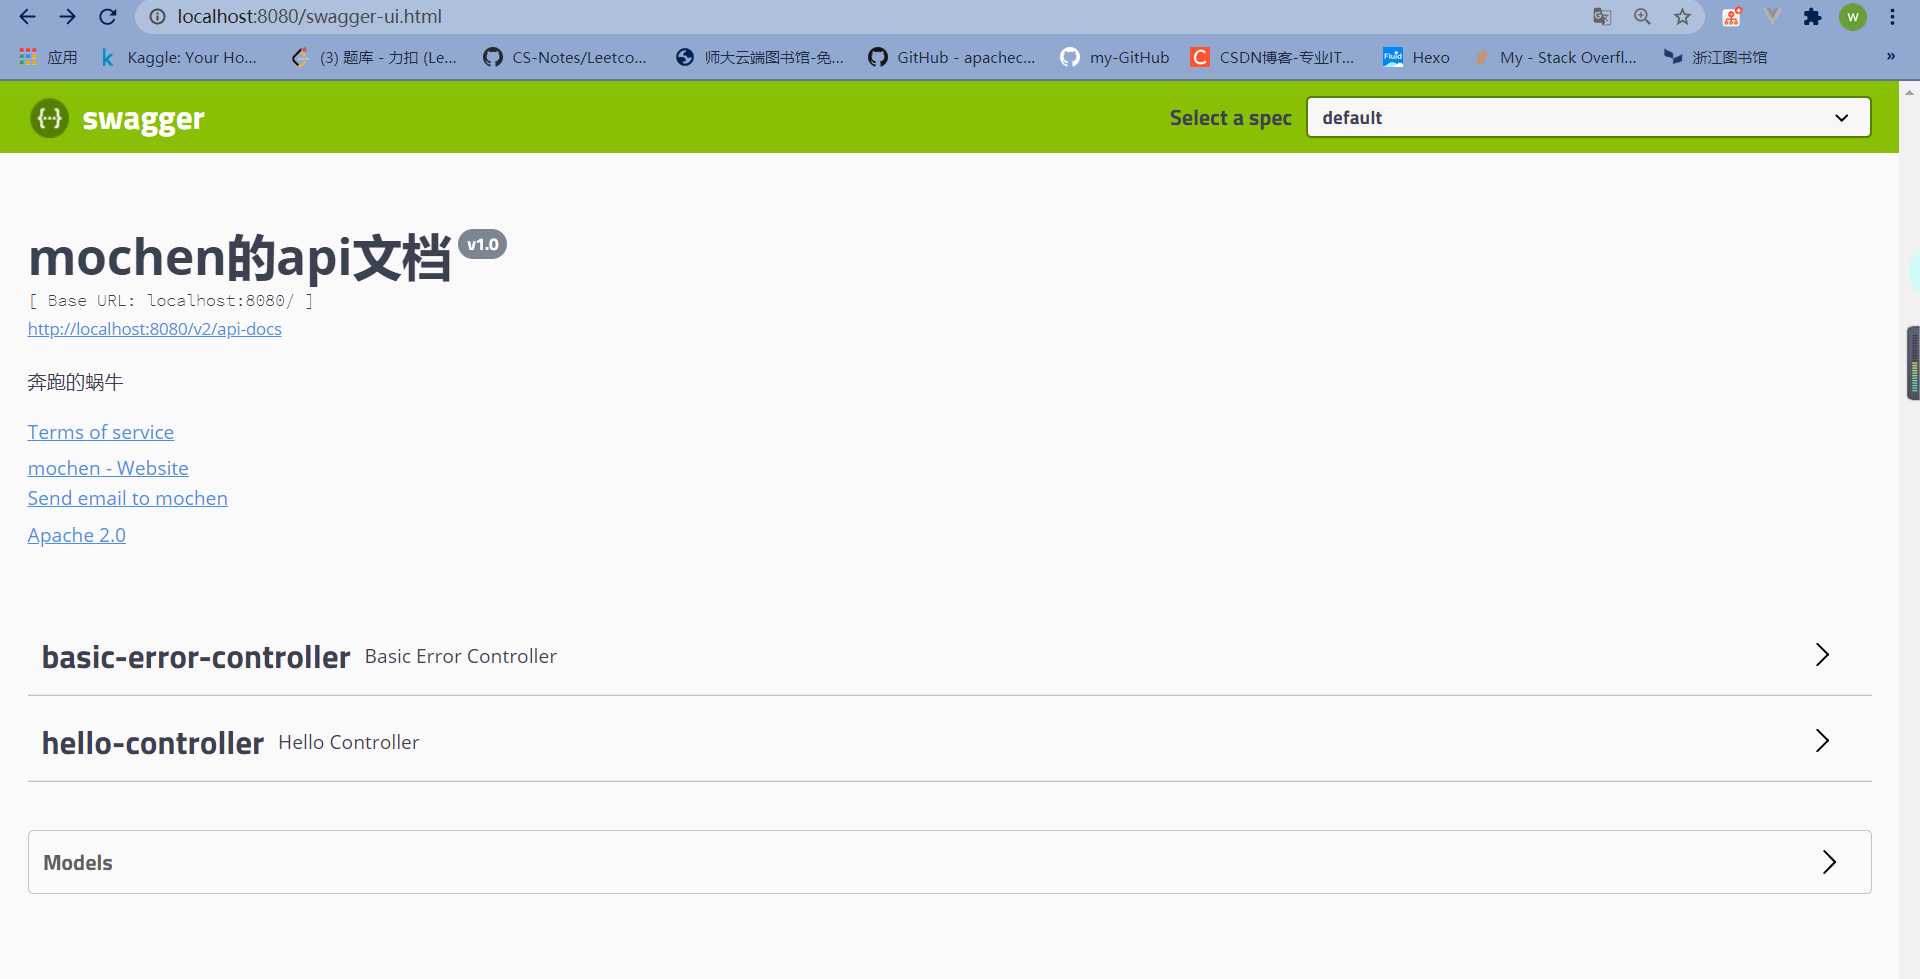 localhost:8080/swagger-ui.html
W
应用 Kaggle: Your Ho... (3) 题库 - 力扣 (Le... CS-Notes/Leetco... 师大云端图书馆-免... GitHub - apachec... my-GitHub C CSDN博客-专业IT... Fluid Hexo My - Stack Overfl... 浙江图书馆 »
{···} swagger Select a spec default
mochen的api文档 v1.0
[ Base URL: localhost:8080/ ]
http://localhost:8080/v2/api-docs
奔跑的蜗牛
Terms of service
mochen - Website
Send email to mochen
Apache 2.0
basic-error-controller Basic Error Controller
hello-controller Hello Controller
Models